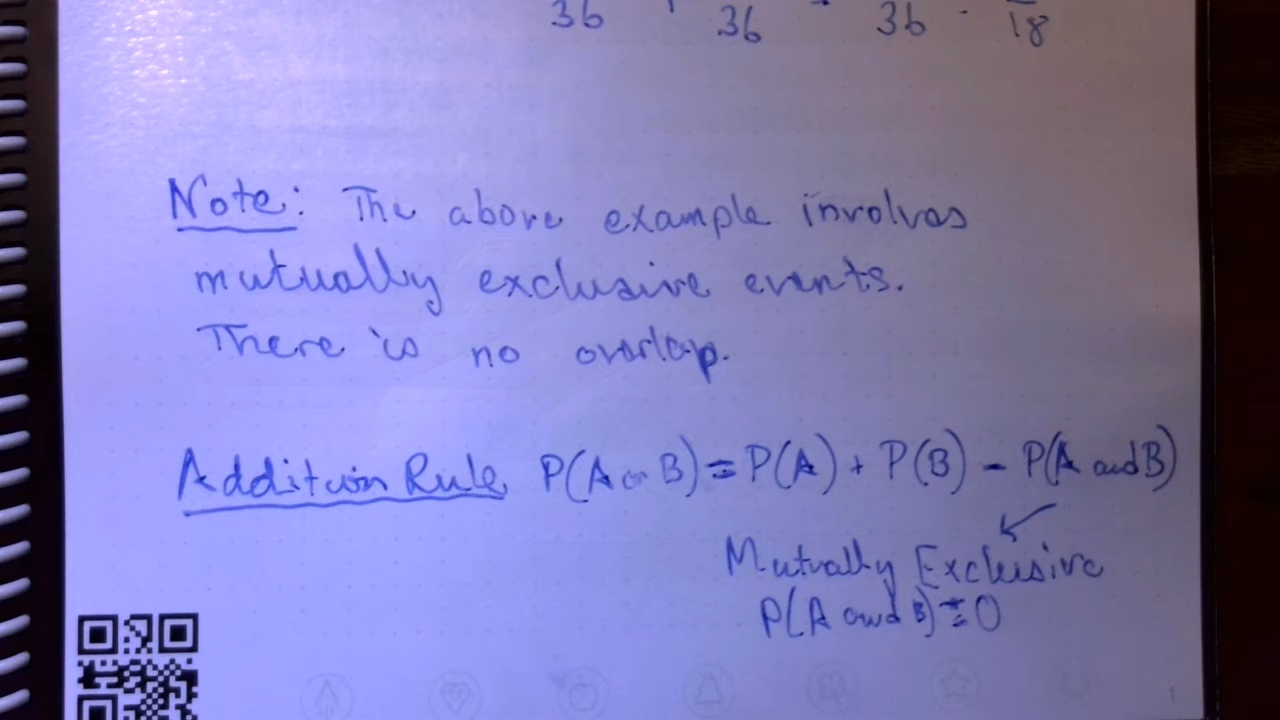 36 + 36 = 36 . 18
Note: The above example involves
mutually exclusive events.
There is no overlap.
Addition Rule P(A or B) = P(A) + P(B) - P(A and B)
Mutually Exclusive
P(A and B) = 0
1